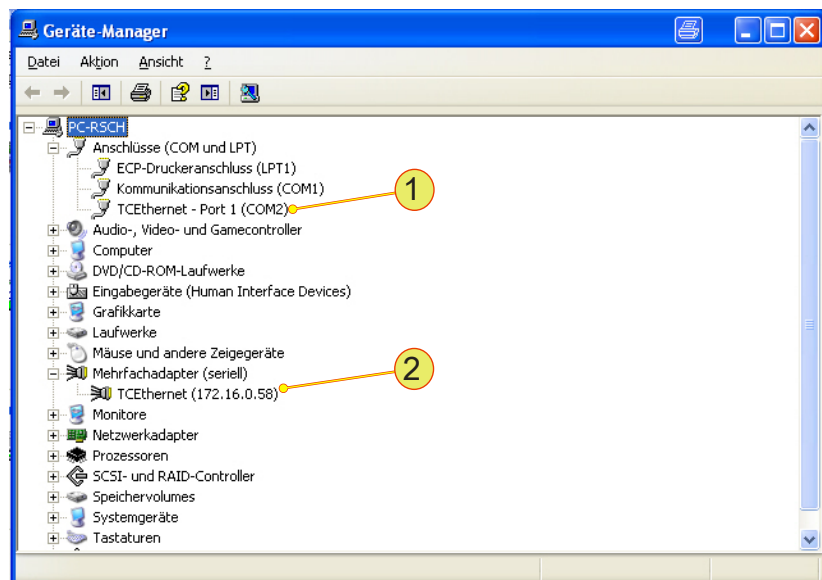 Geräte-Manager
Datei Aktion Ansicht ?
PC-RSCH
Anschlüsse (COM und LPT)
ECP-Druckeranschluss (LPT1)
Kommunikationsanschluss (COM1)
1
TCEthernet - Port 1 (COM2)
Audio-, Video- und Gamecontroller
Computer
DVD/CD-ROM-Laufwerke
Eingabegeräte (Human Interface Devices)
Grafikkarte
Laufwerke
Mäuse und andere Zeigegeräte
Mehrfachadapter (seriell)
2
TCEthernet (172.16.0.58)
Monitore
Netzwerkadapter
Prozessoren
SCSI- und RAID-Controller
Speichervolumes
Systemgeräte
Tastaturen